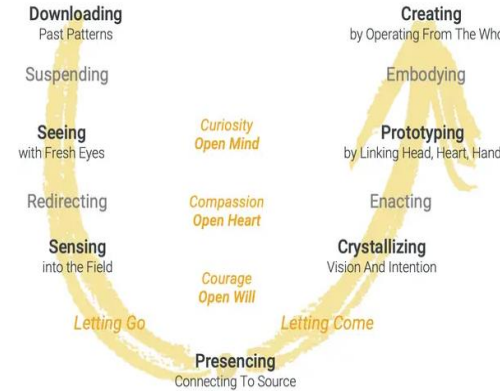 Downloading
Past Patterns
Suspending
Seeing
with Fresh Eyes
Redirecting
Sensing
into the Field
Letting Go
Curiosity
Open Mind
Compassion
Open Heart
Courage
Open Will
Presencing
Connecting To Source
Letting Come
Crystallizing
Vision And Intention
Enacting
Prototyping
by Linking Head, Heart, Hand
Embodying
Creating
by Operating From The